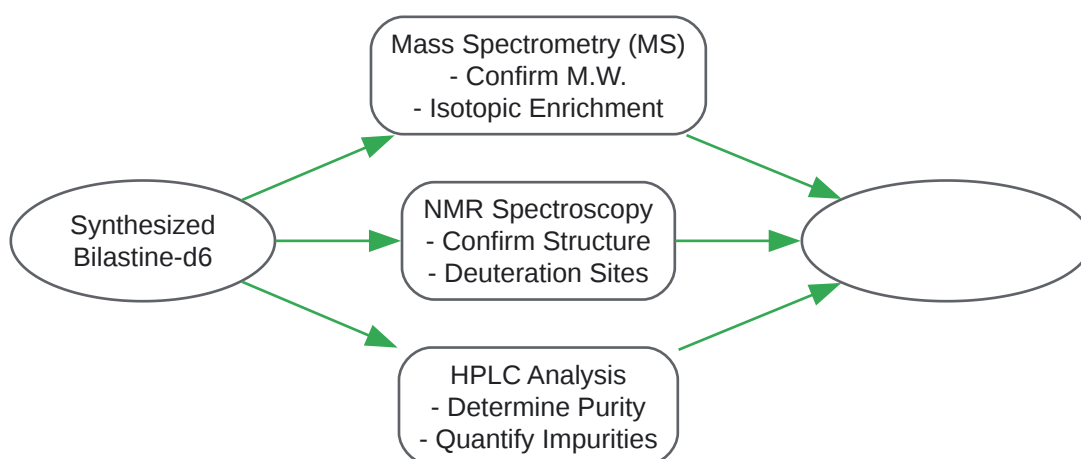 Mass Spectrometry (MS)
- Confirm M.W.
- Isotopic Enrichment
Synthesized
Bilastine-d6
NMR Spectroscopy
- Confirm Structure
- Deuteration Sites
HPLC Analysis
- Determine Purity
- Quantify Impurities